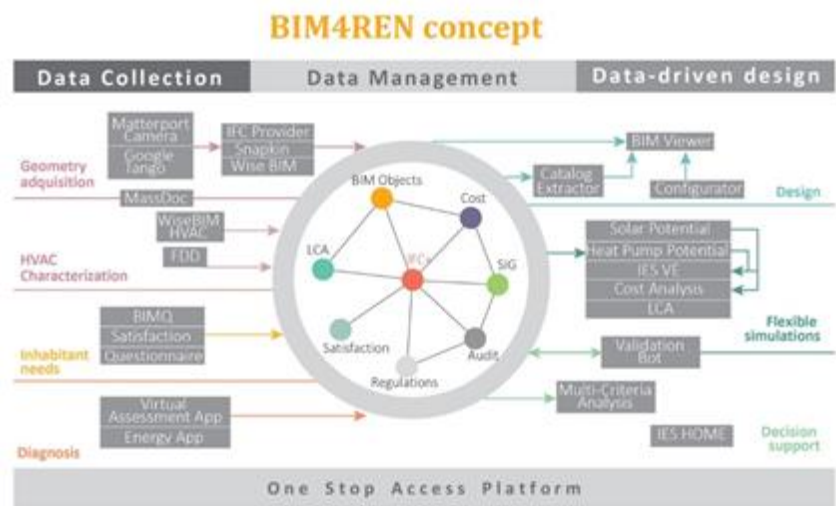 BIM4REN concept
Data Collection
Data Management
Data-driven design
Matterport
Camera
Google
Tango
IFC Provider
Snapkin
Wise BIM
Geometry
adquisition
MassDoc
WiseBIM
HVAC
FDD
HVAC
Characterization
BIMQ
Satisfaction
Questionnaire
Inhabitant
needs
Virtual
Assessment App
Energy App
Diagnosis
BIM Objects
Cost
LCA
IFC+
SIG
Satisfaction
Audit
Regulations
BIM Viewer
Catalog
Extractor
Configurator
Design
Solar Potential
Heat Pump Potential
IES VE
Cost Analysis
LCA
Flexible
simulations
Validation
Bot
Multi-Criteria
Analysis
IES HOME
Decision
support
One Stop Access Platform